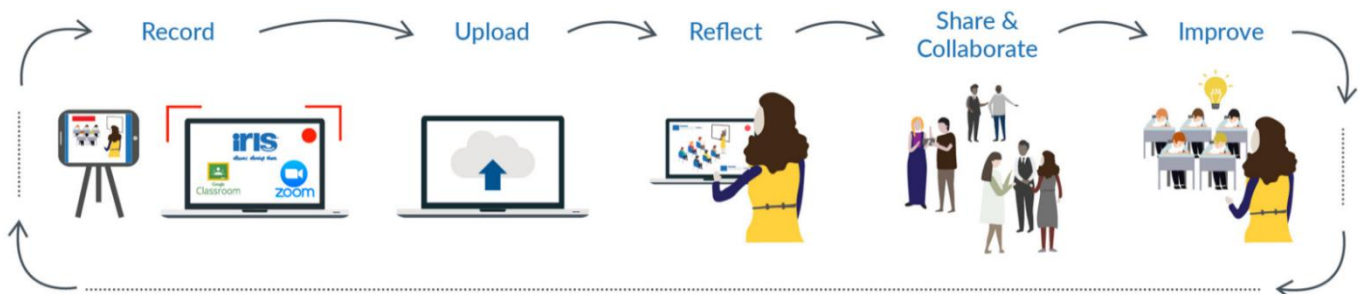 Record
Upload
Reflect
Share &
Collaborate
Improve
iris
Google
Classroom
zoom